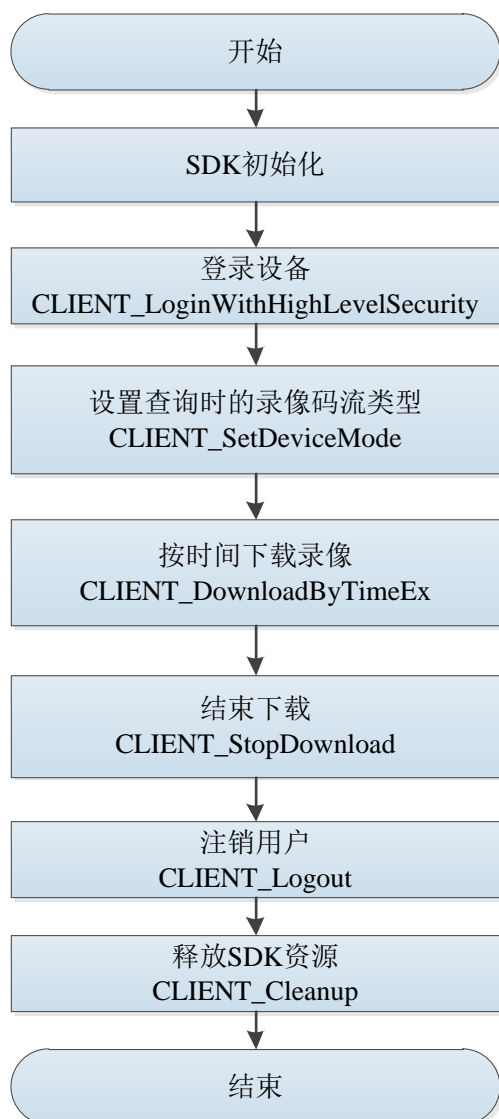 开始
SDK初始化
登录设备
CLIENT_LoginWithHighLevelSecurity
设置查询时的录像码流类型
CLIENT_SetDeviceMode
按时间下载录像
CLIENT_DownloadByTimeEx
结束下载
CLIENT_StopDownload
注销用户
CLIENT_Logout
释放SDK资源
CLIENT_Cleanup
结束